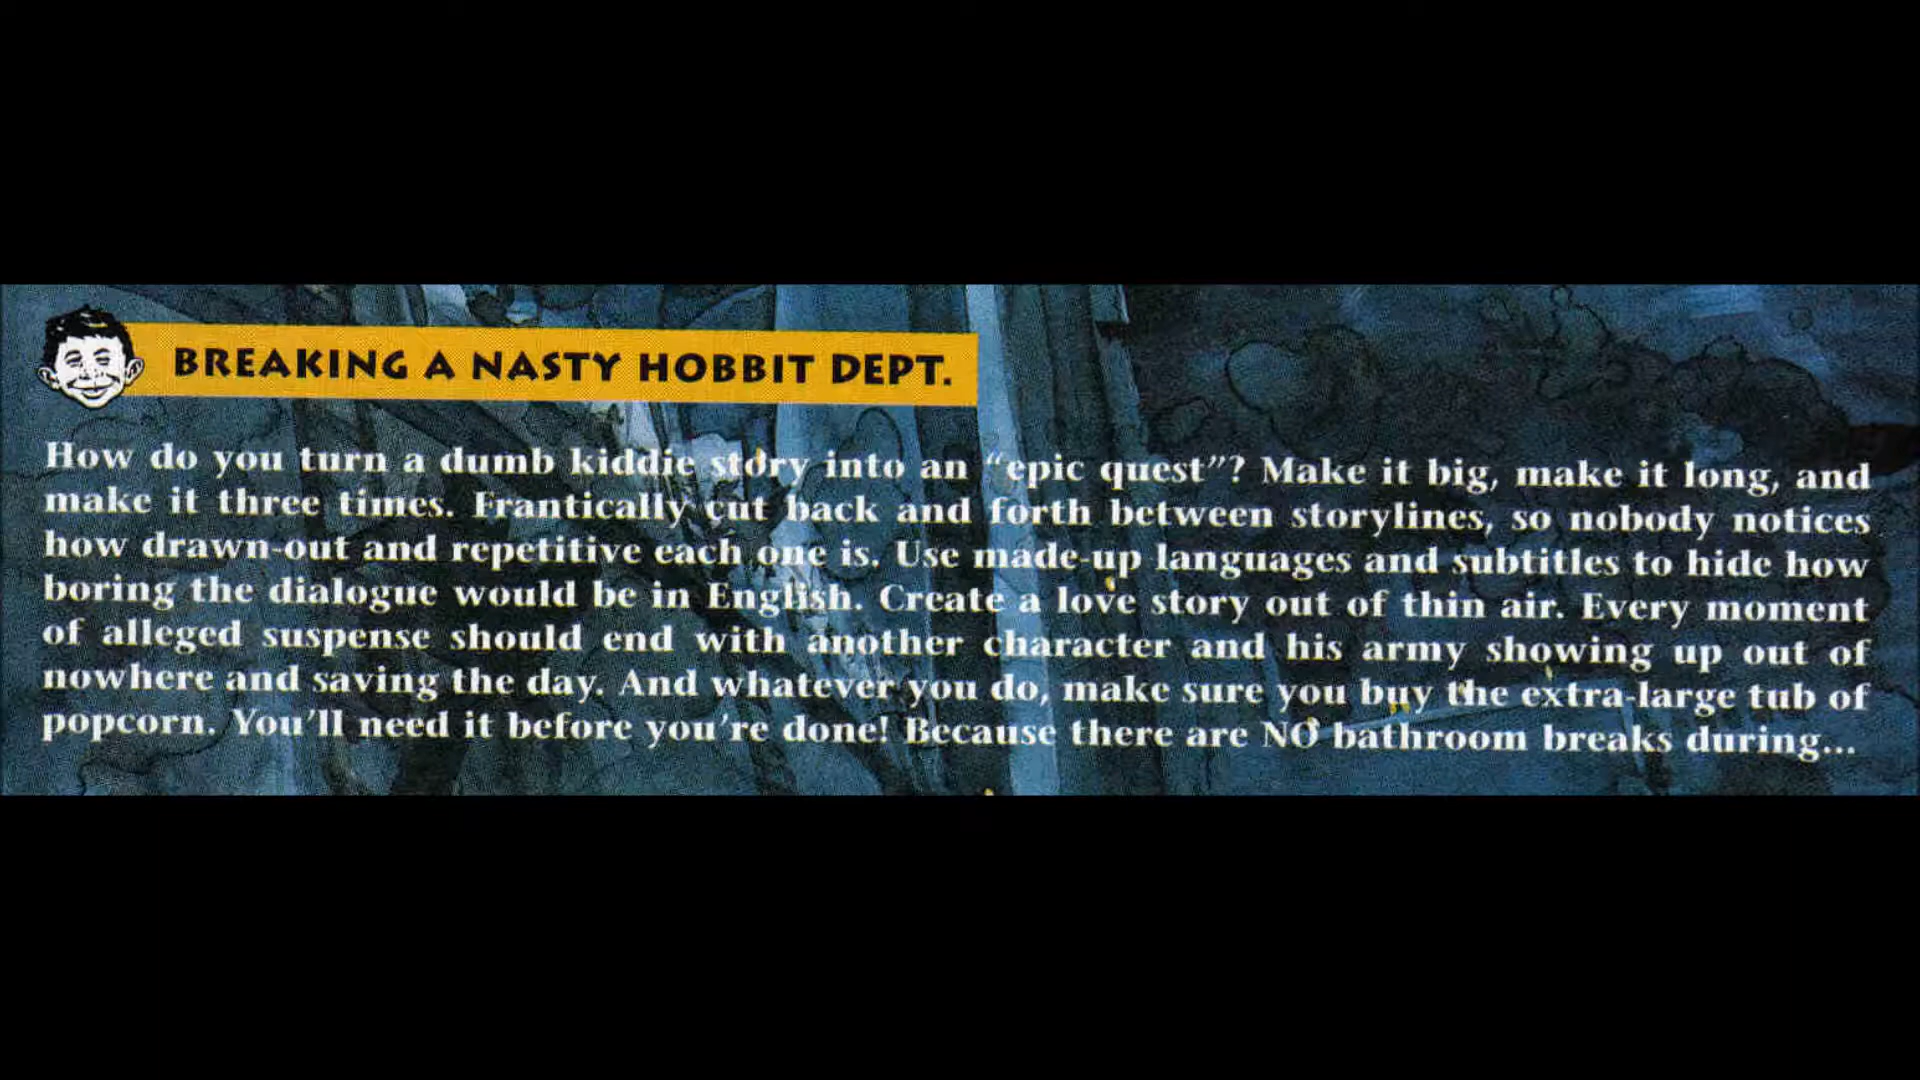 BREAKING A NASTY HOBBIT DEPT.
How do you turn a dumb kiddie story into an “epic quest”? Make it big, make it long, and
make it three times. Frantically cut back and forth between storylines, so nobody notices
how drawn-out and repetitive each one is. Use made-up languages and subtitles to hide how
boring the dialogue would be in English. Create a love story out of thin air. Every moment
of alleged suspense should end with another character and his army showing up out of
nowhere and saving the day. And whatever you do, make sure you buy the extra-large tub of
popcorn. You’ll need it before you’re done! Because there are NO bathroom breaks during...